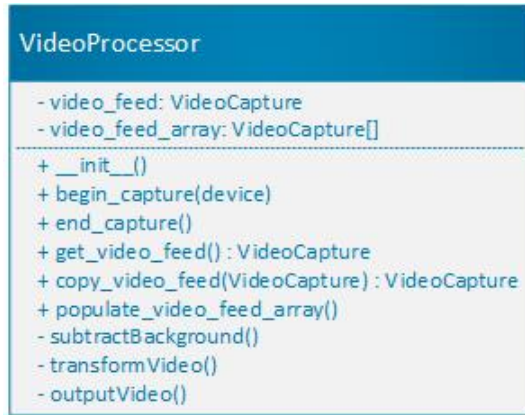 VideoProcessor
- video_feed: VideoCapture
- video_feed_array: VideoCapture[]
+ __init__()
+ begin_capture(device)
+ end_capture()
+ get_video_feed() : VideoCapture
+ copy_video_feed(VideoCapture) : VideoCapture
+ populate_video_feed_array()
- subtractBackground()
- transformVideo()
- outputVideo()